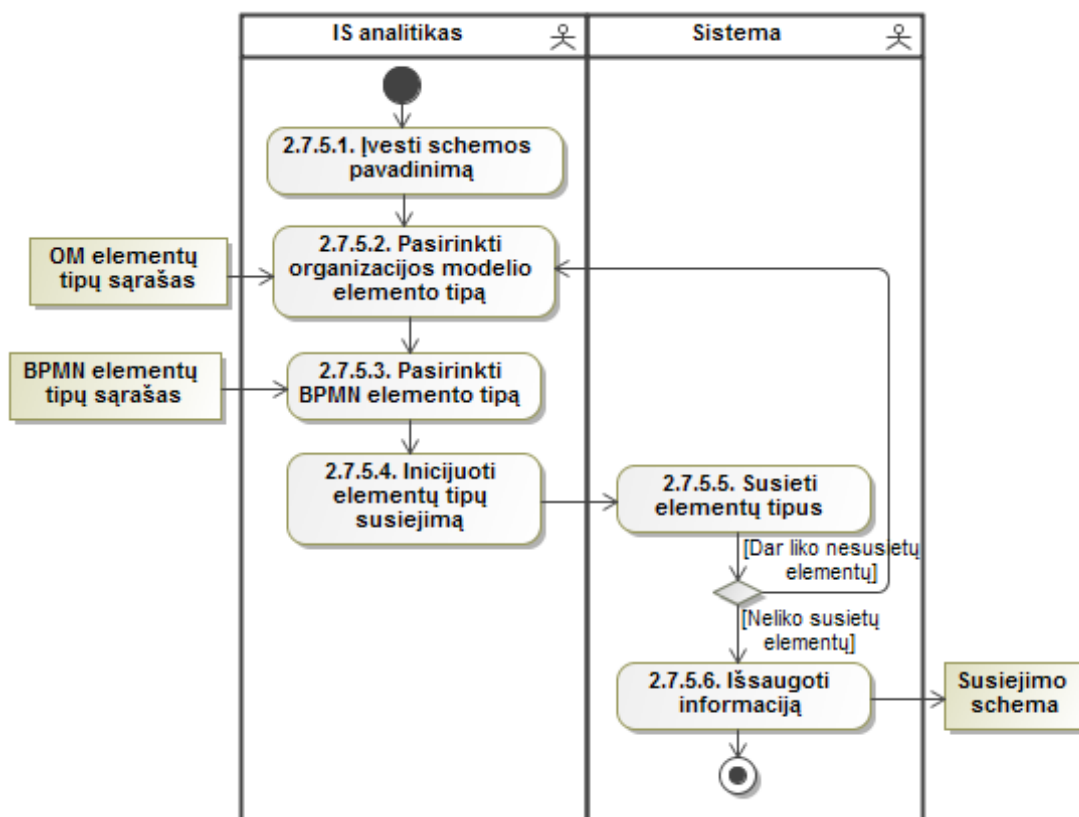 IS analitikas
Sistema
2.7.5.1. Įvesti schemos
pavadinimą
OM elementų
tipų sąrašas
2.7.5.2. Pasirinkti
organizacijos modelio
elemento tipą
BPMN elementų
tipų sąrašas
2.7.5.3. Pasirinkti
BPMN elemento tipą
2.7.5.4. Inicijuoti
elementų tipų
susiejimą
2.7.5.5. Susieti
elementų tipus
[Dar liko nesusietų
elementų]
[Neliko susietų
elementų]
2.7.5.6. Išsaugoti
informaciją
Susiejimo
schema